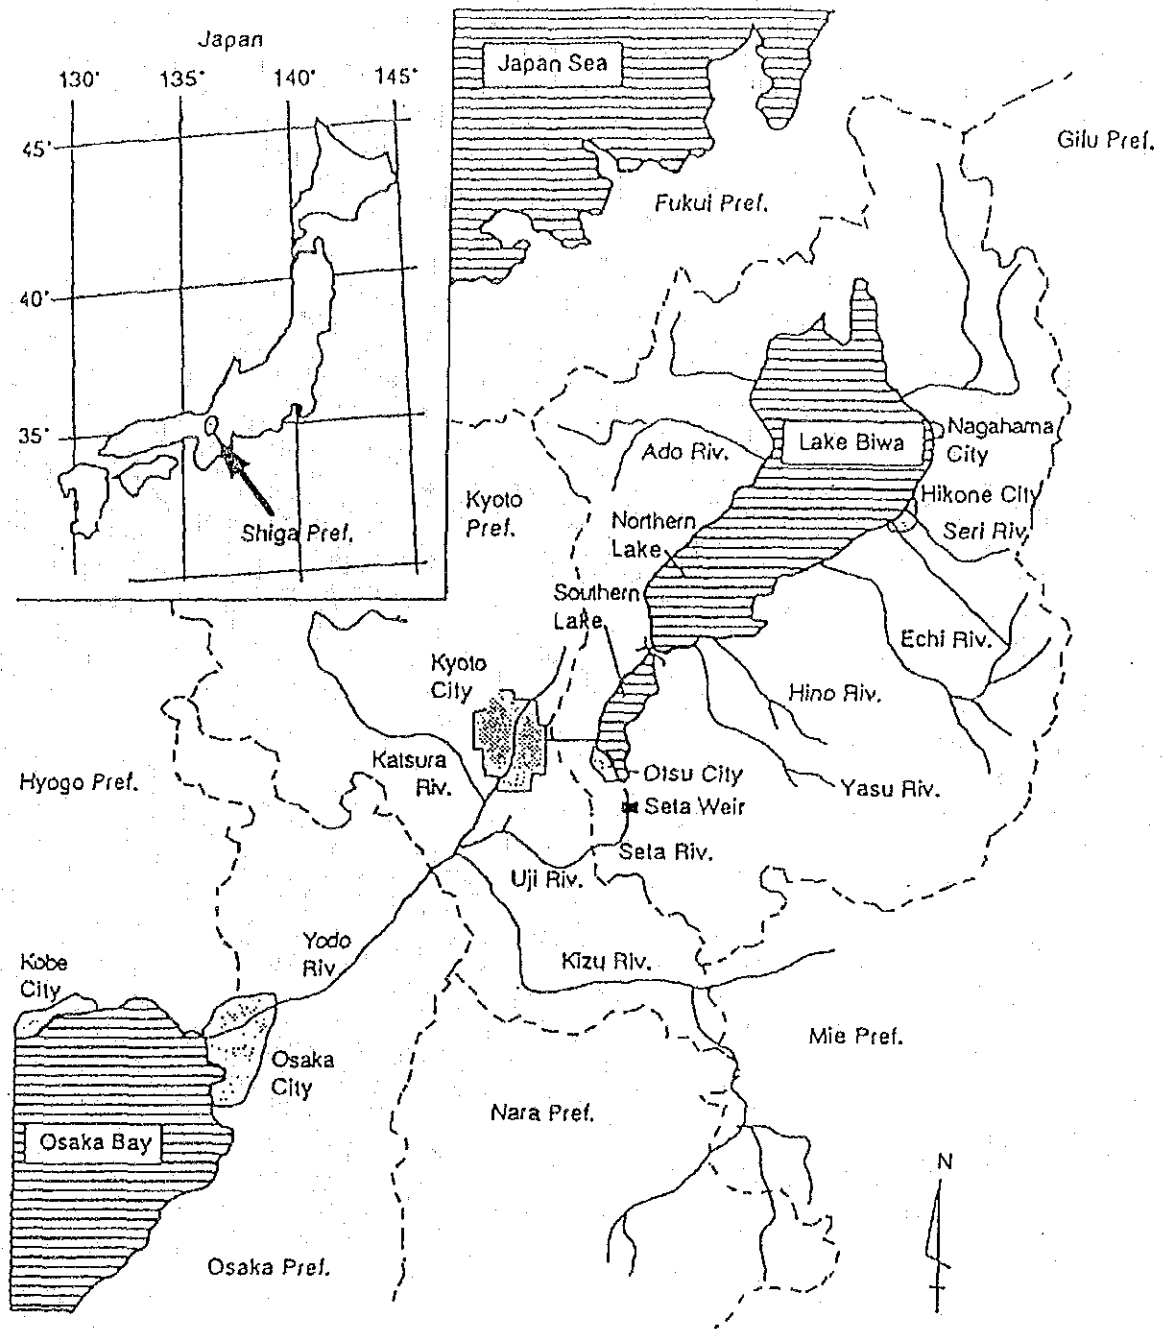 Japan
130°
135°
140°
145°
45°
40°
35°
Shiga Pref.
Japan Sea
Gifu Pref.
Fukui Pref.
Lake Biwa
Nagahama
City
Ado Riv.
Kyoto
Pref.
Hikone City
Northern
Lake
Seri Riv.
Southern
Lake
Echi Riv.
Kyoto
City
Hino Riv.
Katsura
Riv.
Otsu City
Yasu Riv.
Hyogo Pref.
Seta Weir
Seta Riv.
Uji Riv.
Yodo
Riv.
Kizu Riv.
Kobe
City
Mie Pref.
Osaka
City
Nara Pref.
Osaka Bay
N
Osaka Pref.